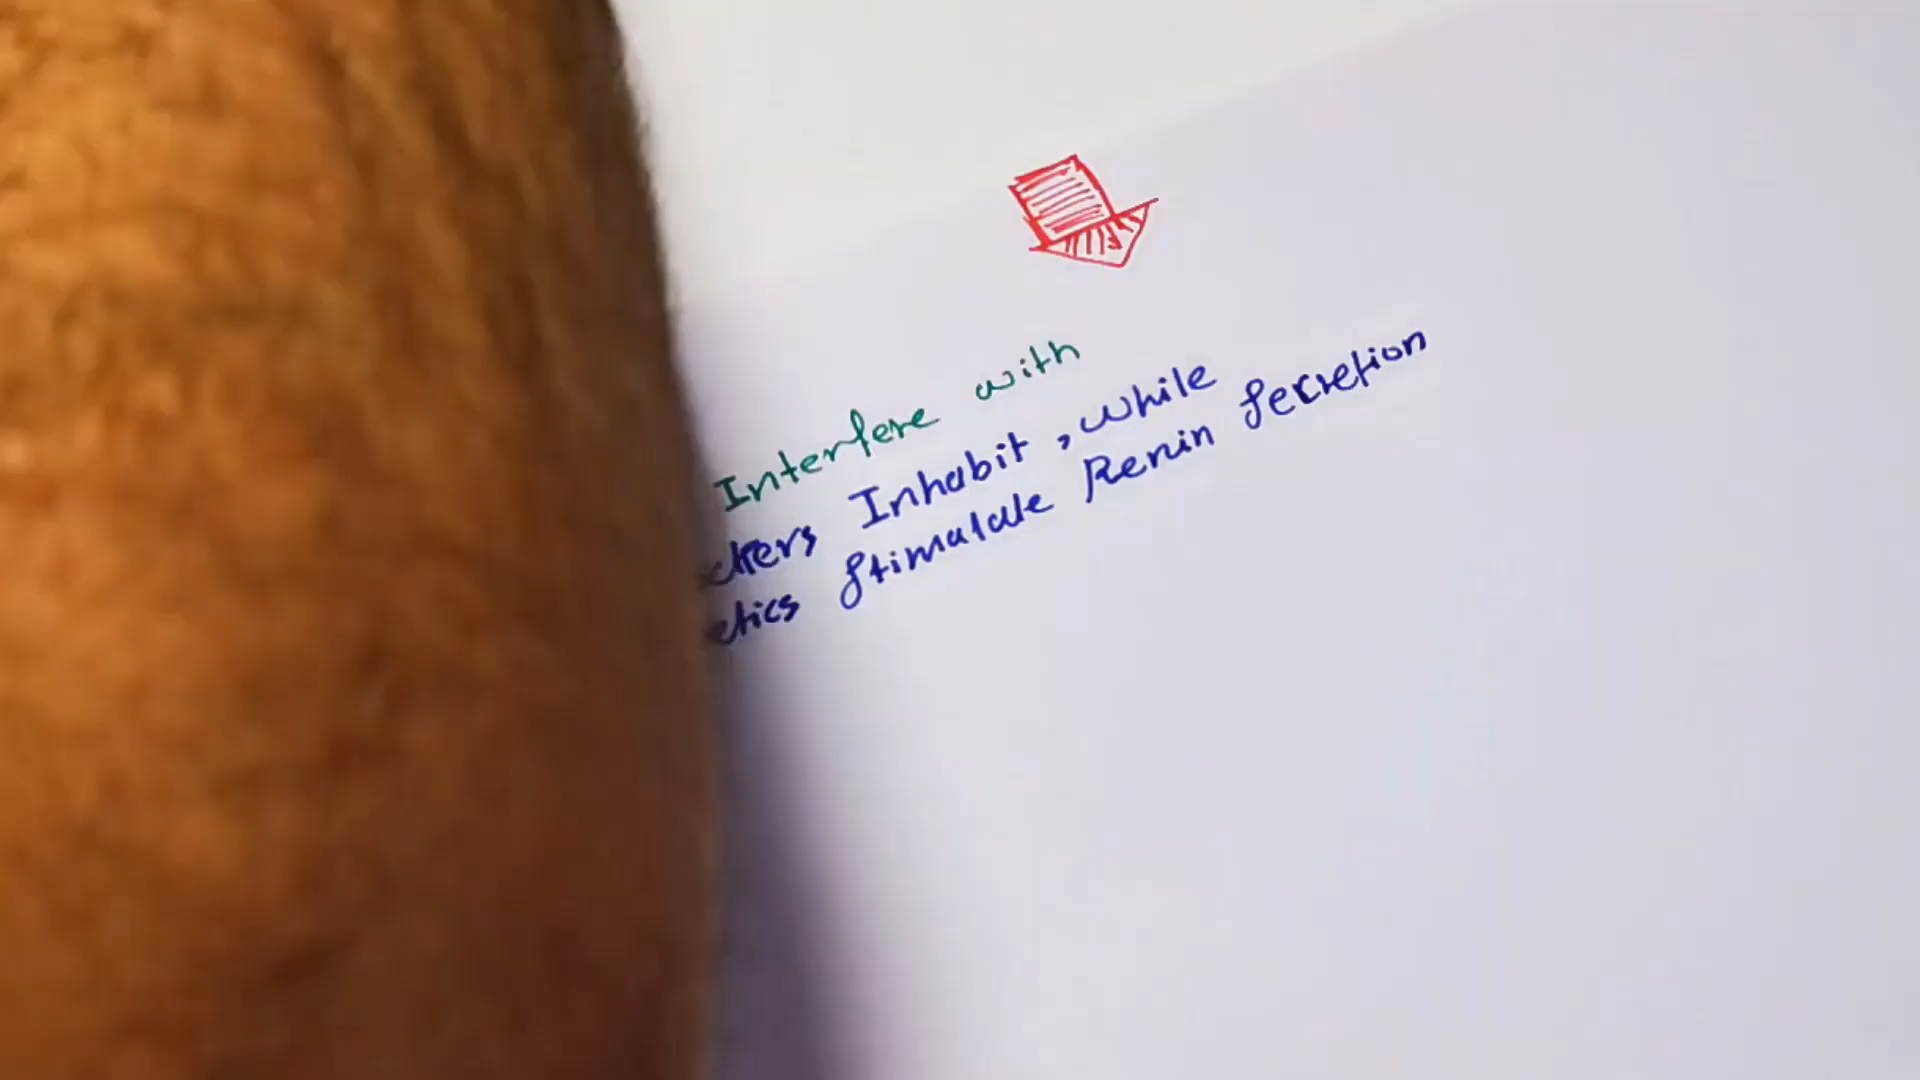 Interfere with
ckers Inhabit, while
etics Stimulate Renin Secretion